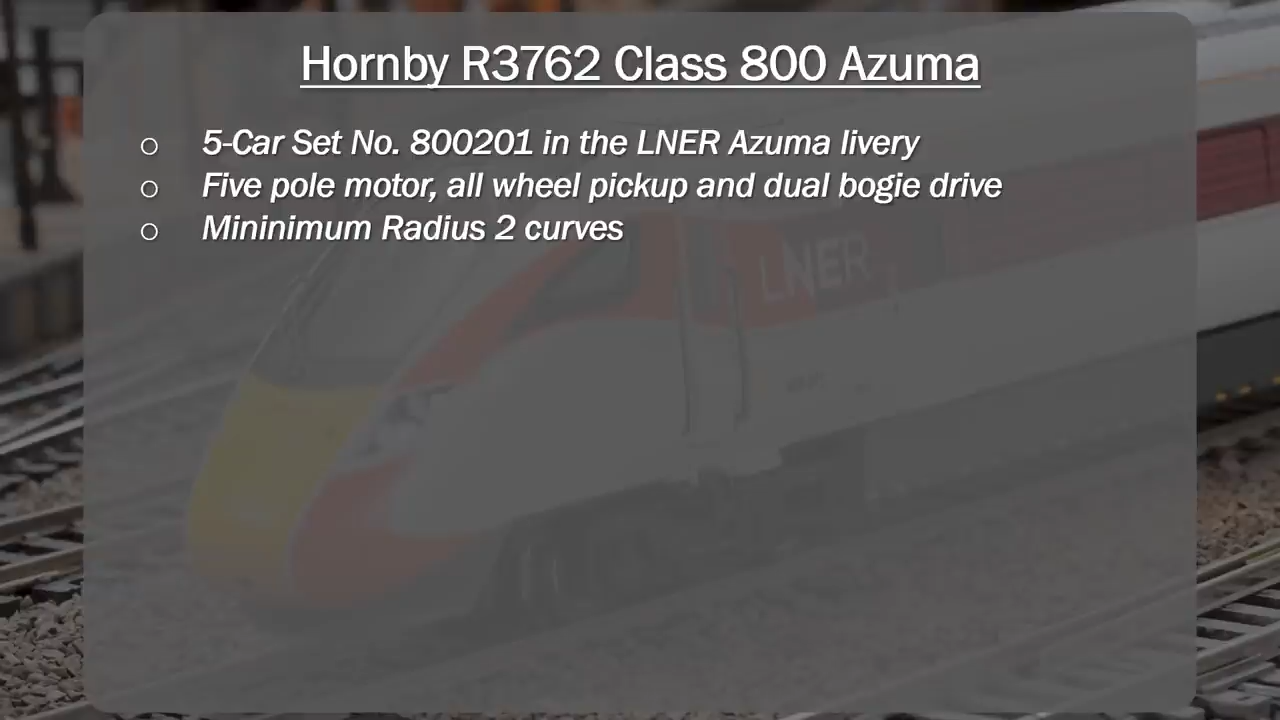 Hornby R3762 Class 800 Azuma
○ 5-Car Set No. 800201 in the LNER Azuma livery
○ Five pole motor, all wheel pickup and dual bogie drive
○ Mininimum Radius 2 curves
LNER